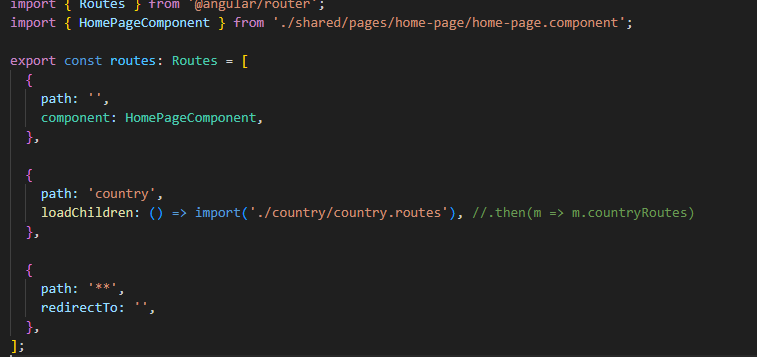 import { Routes } from '@angular/router';
import { HomePageComponent } from './shared/pages/home-page/home-page.component';
export const routes: Routes = [
{
path: '',
component: HomePageComponent,
},
{
path: 'country',
loadChildren: () => import('./country/country.routes'), //.then(m => m.countryRoutes)
},
{
path: '**',
redirectTo: '',
},
];